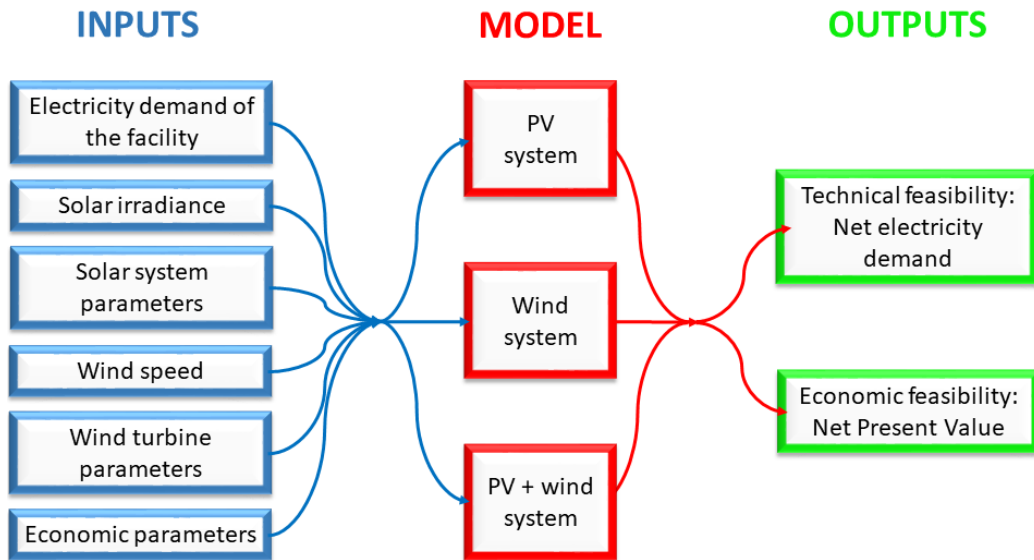 INPUTS
MODEL
OUTPUTS
Electricity demand of
the facility
Solar irradiance
Solar system
parameters
Wind speed
Wind turbine
parameters
Economic parameters
PV
system
Wind
system
PV + wind
system
Technical feasibility:
Net electricity
demand
Economic feasibility:
Net Present Value